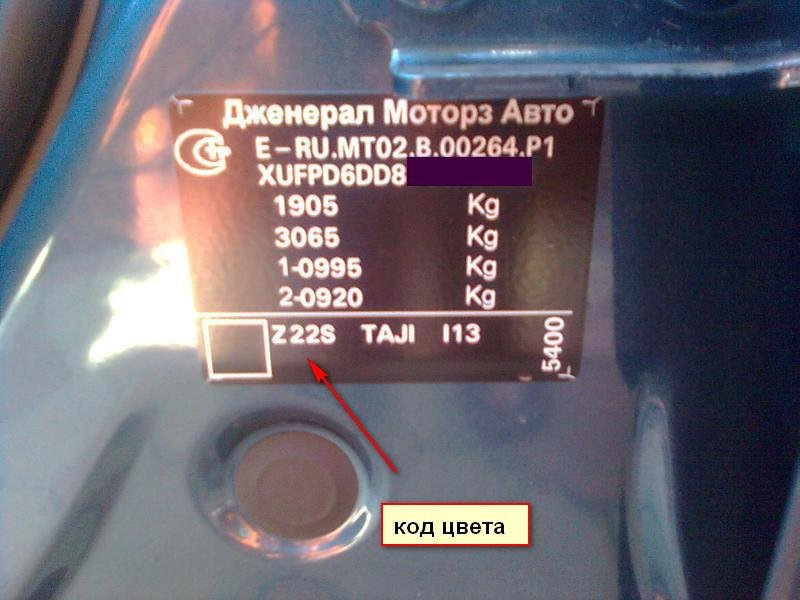 Дженерал Моторз Авто
E – RU.MT02.B.00264.P1
XUFPD6DD8
1905 Kg
3065 Kg
1-0995 Kg
2-0920 Kg
Z22S TAJI I13
5400
код цвета